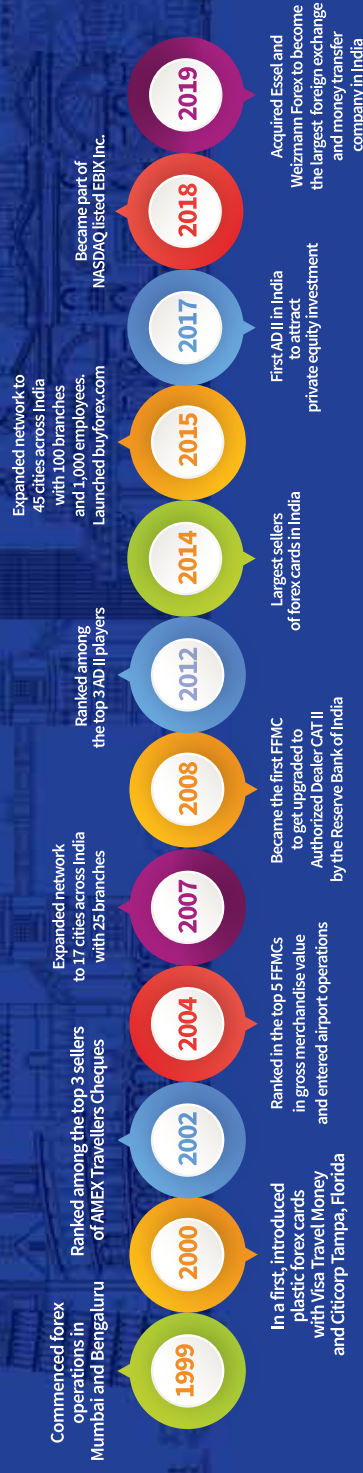 1999
Commenced forex
operations in
Mumbai and Bengaluru
2000
In a first, introduced
plastic forex cards
with Visa Travel Money
and Citicorp Tampa, Florida
2002
Ranked among the top 3 sellers
of AMEX Travellers Cheques
2004
Ranked in the top 5 FFMCs
in gross merchandise value
and entered airport operations
2007
Expanded network
to 17 cities across India
with 25 branches
2008
Became the first FFMC
to get upgraded to
Authorized Dealer CAT II
by the Reserve Bank of India
2012
Ranked among
the top 3 AD II players
2014
Largest sellers
of forex cards in India
2015
Expanded network to
45 cities across India
with 100 branches
and 1,000 employees.
Launched buyforex.com
2017
First AD II in India
to attract
private equity investment
2018
Became part of
NASDAQ listed EBIX Inc.
2019
Acquired Essel and
Weizmann Forex to become
the largest foreign exchange
and money transfer
company in India